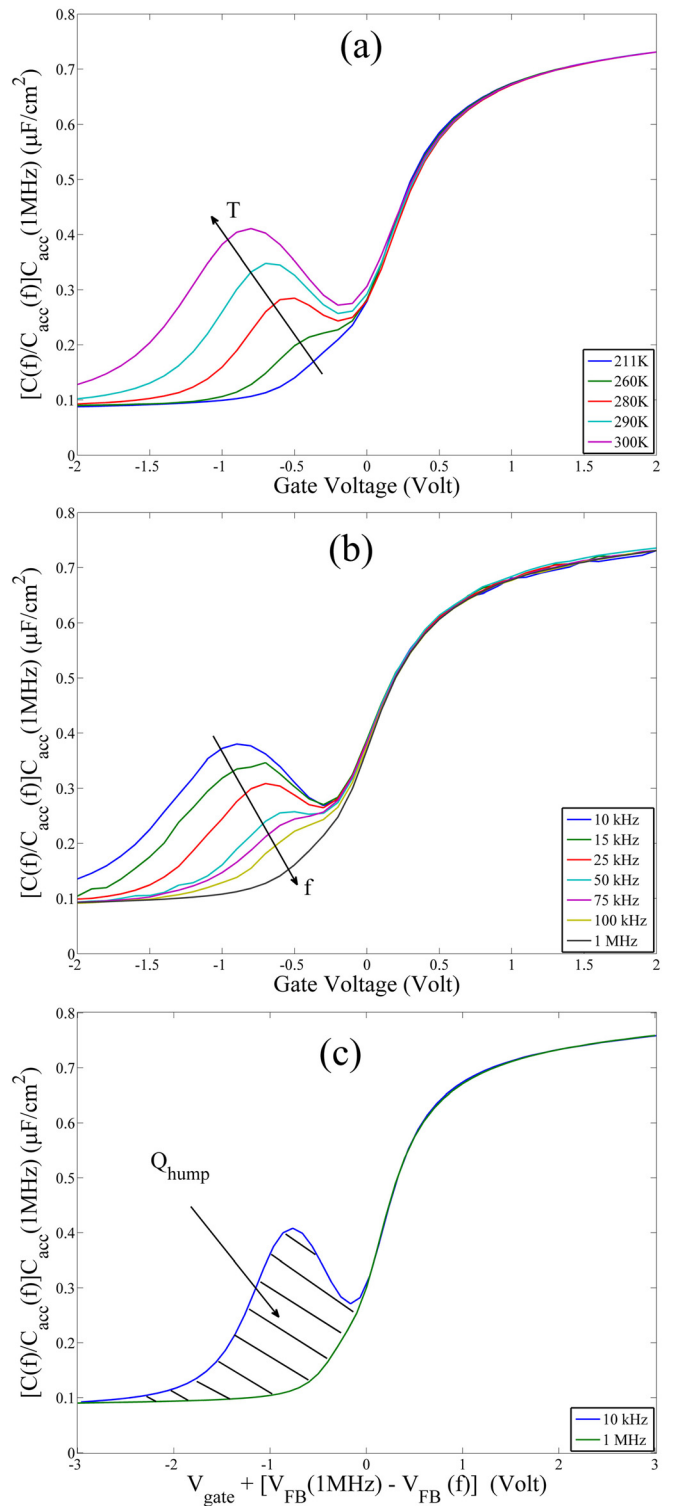 (a)
[C(f)/C_acc(f)]C_acc(1MHz) (μF/cm²)
0.8
0.7
0.6
0.5
0.4
0.3
0.2
0.1
0
T
211K
260K
280K
290K
300K
-2
-1.5
-1
-0.5
0
0.5
1
1.5
2
Gate Voltage (Volt)
(b)
[C(f)/C_acc(f)]C_acc(1MHz) (μF/cm²)
0.8
0.7
0.6
0.5
0.4
0.3
0.2
0.1
0
f
10 kHz
15 kHz
25 kHz
50 kHz
75 kHz
100 kHz
1 MHz
-2
-1.5
-1
-0.5
0
0.5
1
1.5
2
Gate Voltage (Volt)
(c)
[C(f)/C_acc(f)]C_acc(1MHz) (μF/cm²)
0.8
0.7
0.6
0.5
0.4
0.3
0.2
0.1
0
Q_hump
10 kHz
1 MHz
-3
-2
-1
0
1
2
3
V_gate + [V_FB(1MHz) - V_FB (f)] (Volt)